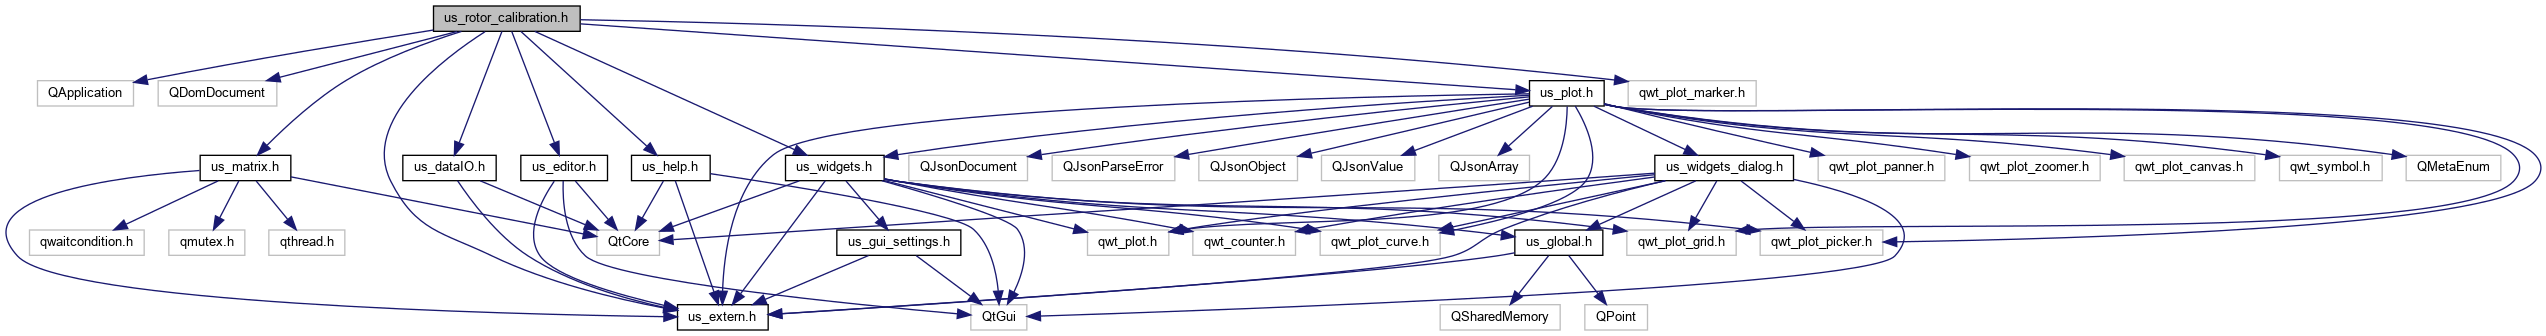 us_rotor_calibration.h
QApplication
QDomDocument
us_plot.h
qwt_plot_marker.h
us_matrix.h
us_dataIO.h
us_editor.h
us_help.h
us_widgets.h
QJsonDocument
QJsonParseError
QJsonObject
QJsonValue
QJsonArray
us_widgets_dialog.h
qwt_plot_panner.h
qwt_plot_zoomer.h
qwt_plot_canvas.h
qwt_symbol.h
QMetaEnum
qwaitcondition.h
qmutex.h
qthread.h
QtCore
us_gui_settings.h
qwt_plot.h
qwt_counter.h
qwt_plot_curve.h
us_global.h
qwt_plot_grid.h
qwt_plot_picker.h
us_extern.h
QtGui
QSharedMemory
QPoint